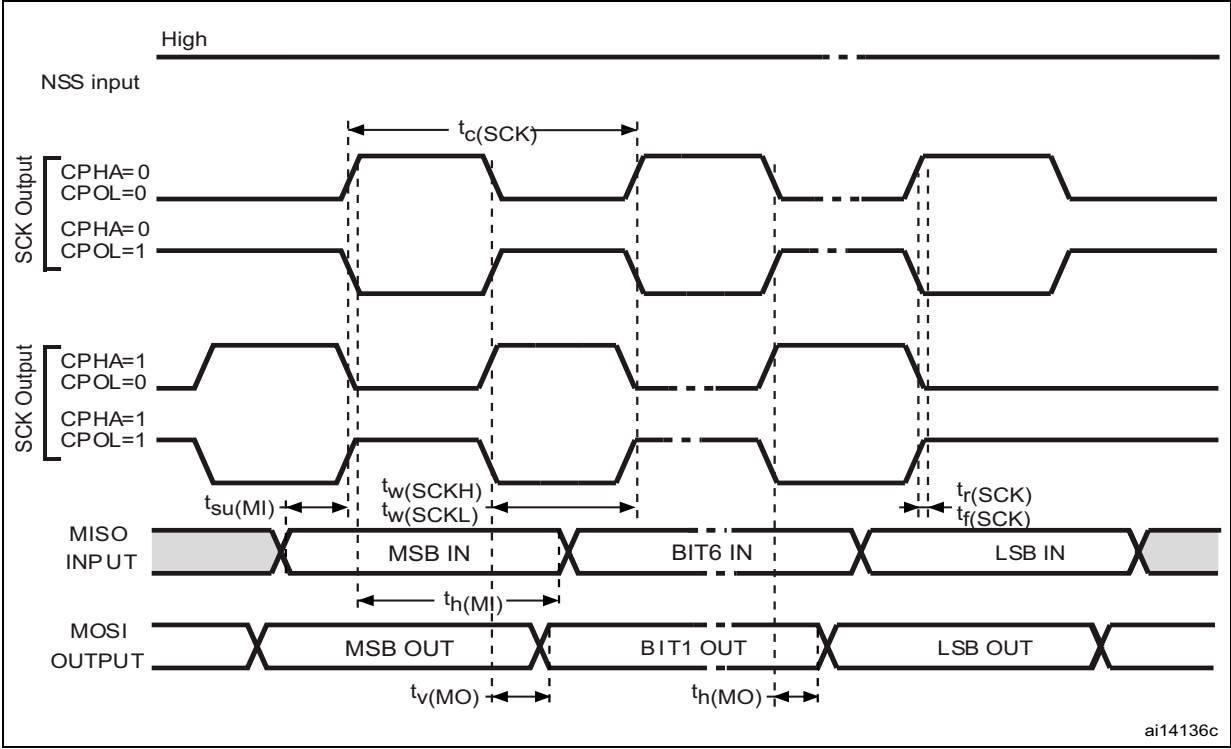 High
NSS input
tc(SCK)
SCK Output
CPHA=0
CPOL=0
CPHA=0
CPOL=1
SCK Output
CPHA=1
CPOL=0
CPHA=1
CPOL=1
tsu(MI)
tw(SCKH)
tw(SCKL)
tr(SCK)
tf(SCK)
MISO
INPUT
MSB IN
BIT6 IN
LSB IN
th(MI)
MOSI
OUTPUT
MSB OUT
BIT1 OUT
LSB OUT
tv(MO)
th(MO)
ai14136c